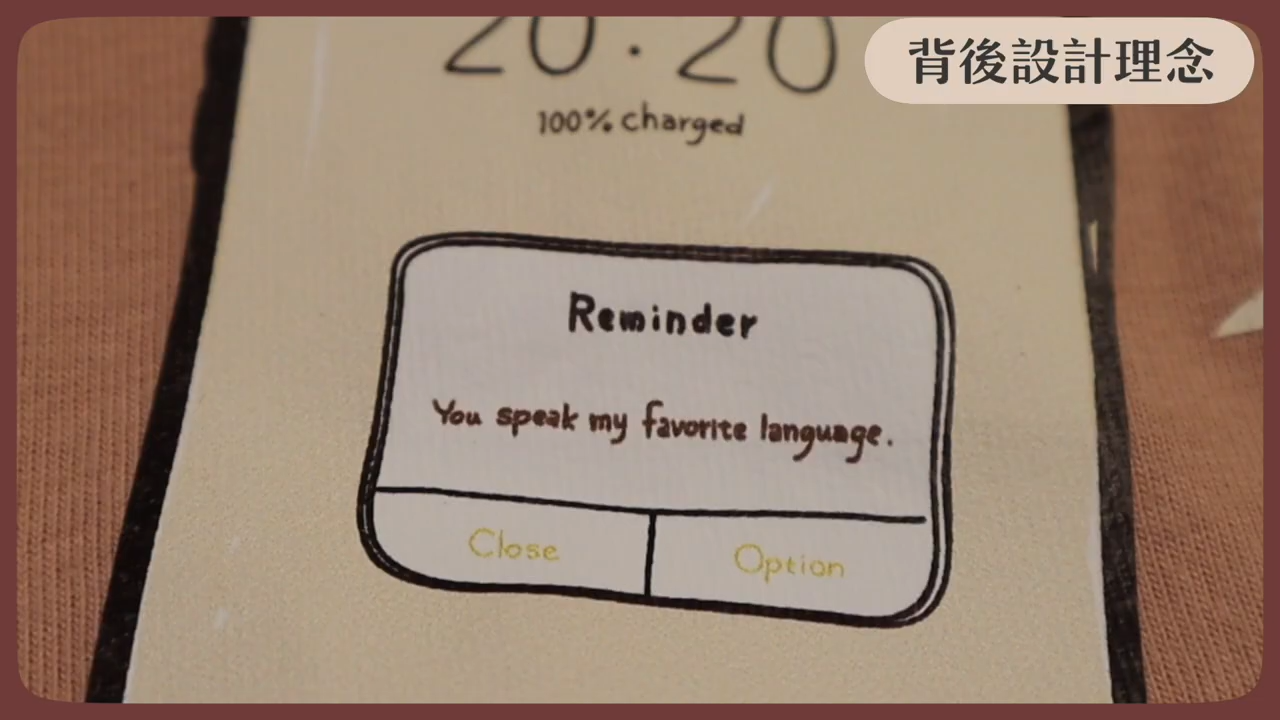 背後設計理念
20:20
100% charged
Reminder
You speak my favorite language.
Close
Option